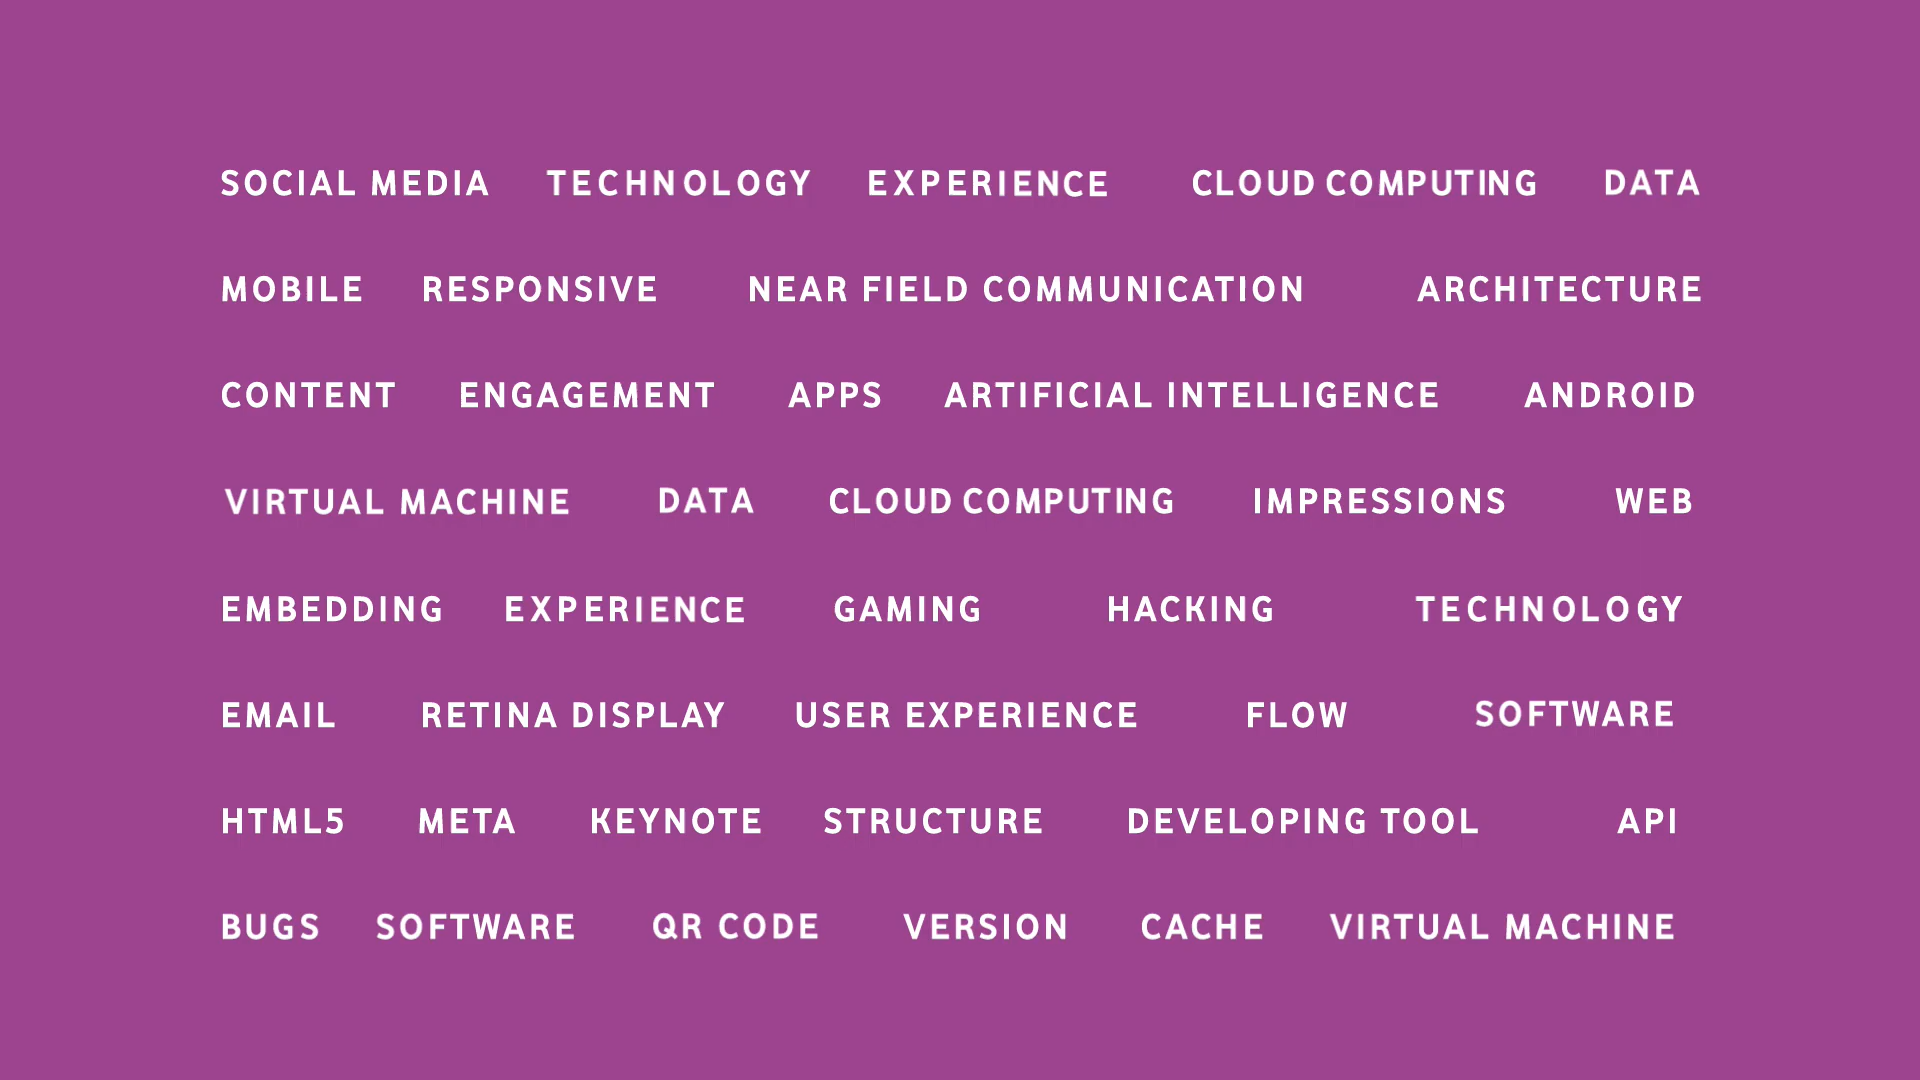 SOCIAL MEDIA TECHNOLOGY EXPERIENCE CLOUD COMPUTING DATA
MOBILE RESPONSIVE NEAR FIELD COMMUNICATION ARCHITECTURE
CONTENT ENGAGEMENT APPS ARTIFICIAL INTELLIGENCE ANDROID
VIRTUAL MACHINE DATA CLOUD COMPUTING IMPRESSIONS WEB
EMBEDDING EXPERIENCE GAMING HACKING TECHNOLOGY
EMAIL RETINA DISPLAY USER EXPERIENCE FLOW SOFTWARE
HTML5 META KEYNOTE STRUCTURE DEVELOPING TOOL API
BUGS SOFTWARE QR CODE VERSION CACHE VIRTUAL MACHINE